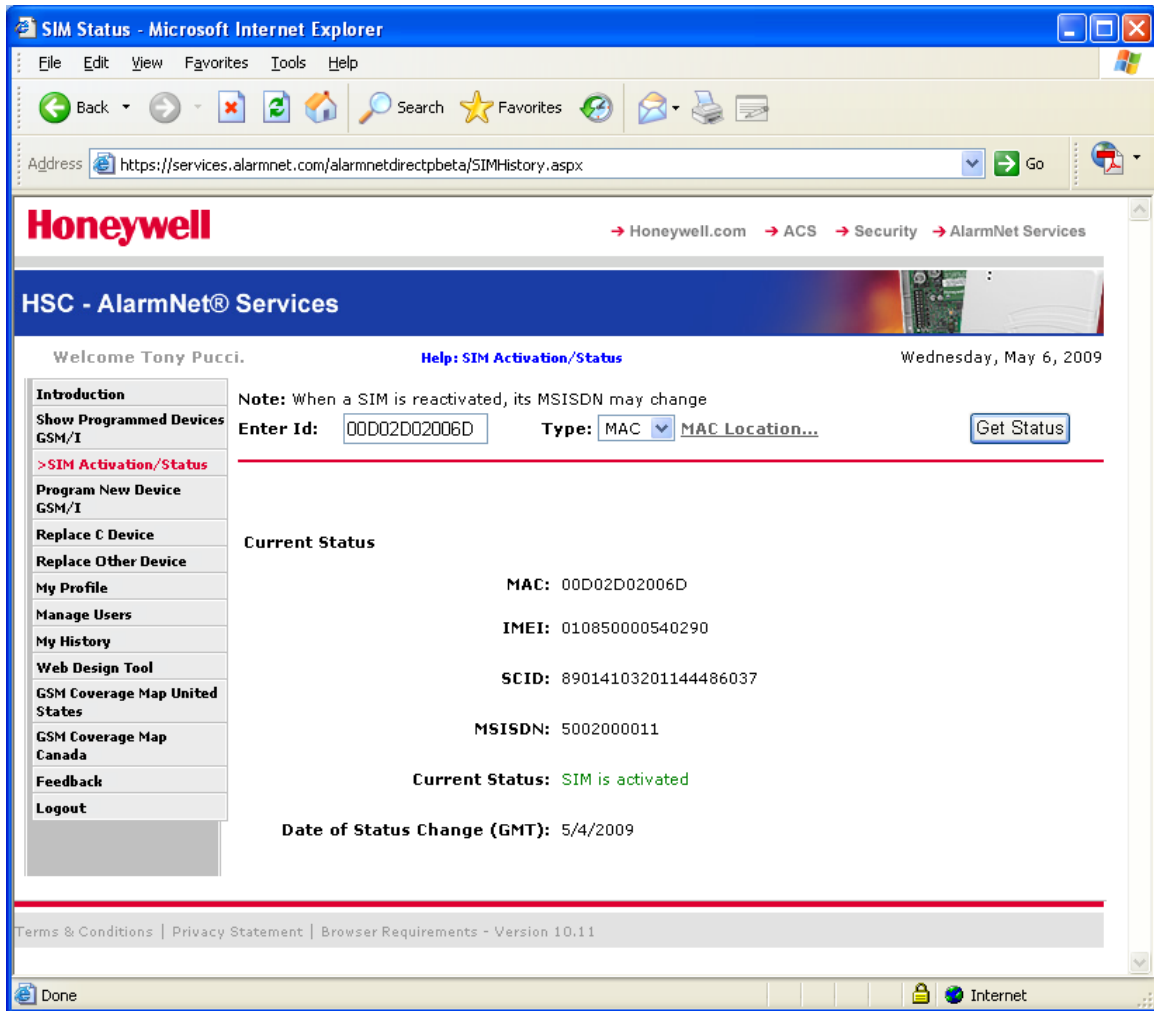 SIM Status - Microsoft Internet Explorer
File Edit View Favorites Tools Help
Back Search Favorites
Address https://services.alarmnet.com/alarmnetdirectpbeta/SIMHistory.aspx Go
Honeywell
Honeywell.com ACS Security AlarmNet Services
HSC - AlarmNet® Services
Welcome Tony Pucci. Help: SIM Activation/Status Wednesday, May 6, 2009
Introduction
Show Programmed Devices
GSM/I
>SIM Activation/Status
Program New Device
GSM/I
Replace C Device
Replace Other Device
My Profile
Manage Users
My History
Web Design Tool
GSM Coverage Map United
States
GSM Coverage Map
Canada
Feedback
Logout
Note: When a SIM is reactivated, its MSISDN may change
Enter Id: 00D02D02006D Type: MAC MAC Location... Get Status
Current Status
MAC: 00D02D02006D
IMEI: 010850000540290
SCID: 89014103201144486037
MSISDN: 5002000011
Current Status: SIM is activated
Date of Status Change (GMT): 5/4/2009
Terms & Conditions | Privacy Statement | Browser Requirements - Version 10.11
Done Internet